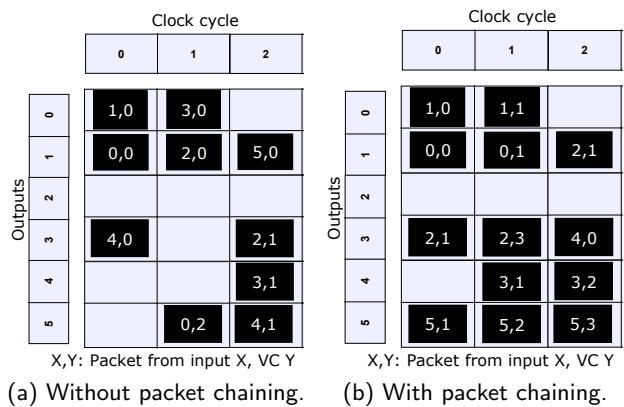 Clock cycle
0 1 2
Outputs
0 1,0 3,0
1 0,0 2,0 5,0
2
3 4,0 2,1
4 3,1
5 0,2 4,1
X,Y: Packet from input X, VC Y
(a) Without packet chaining.
Clock cycle
0 1 2
Outputs
0 1,0 1,1
1 0,0 0,1 2,1
2
3 2,1 2,3 4,0
4 3,1 3,2
5 5,1 5,2 5,3
X,Y: Packet from input X, VC Y
(b) With packet chaining.